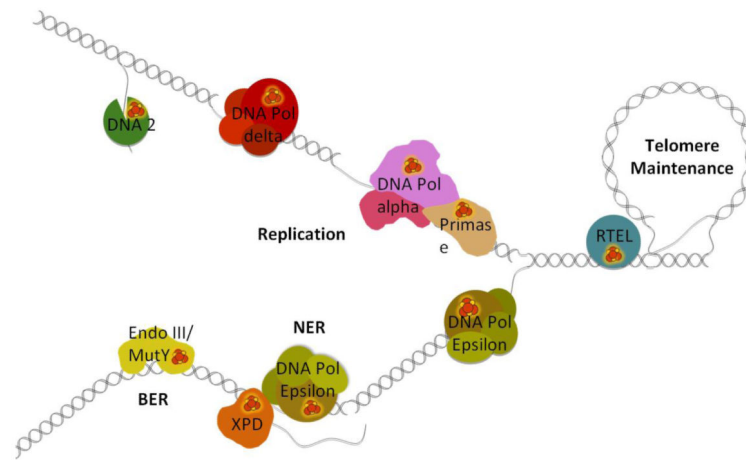 DNA 2
DNA Pol
delta
Telomere
Maintenance
DNA Pol
alpha
Primas
e
Replication
RTEL
Endo III/
MutY
BER
NER
DNA Pol
Epsilon
XPD
DNA Pol
Epsilon